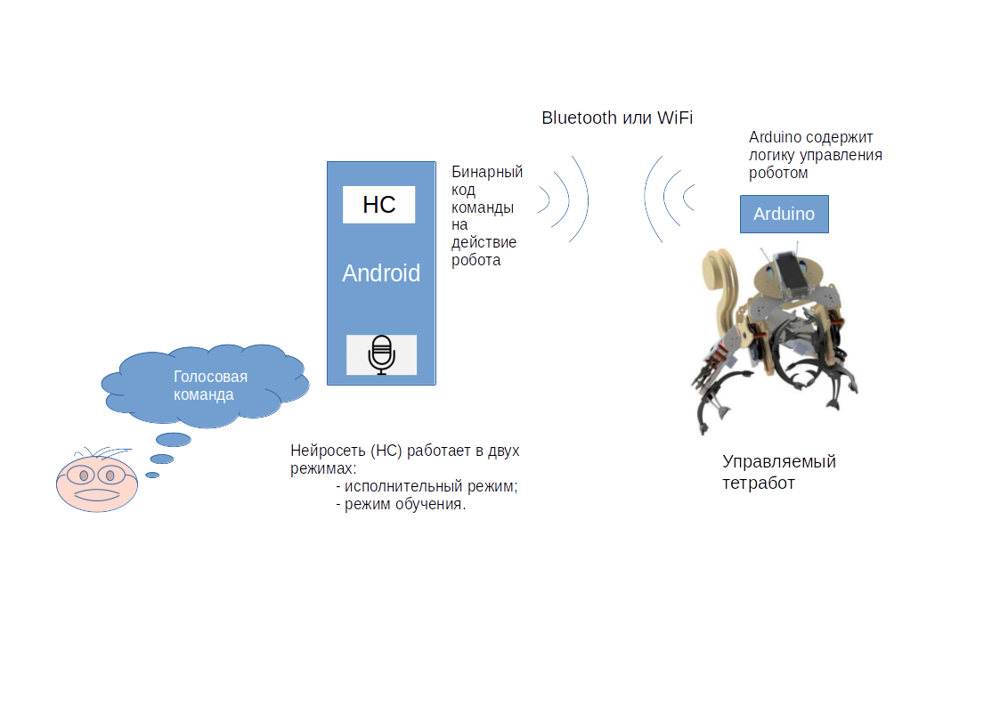 Bluetooth или WiFi
Arduino содержит
логику управления
роботом
Бинарный
код
команды
на
действие
робота
НС
Arduino
Android
Голосовая
команда
Нейросеть (НС) работает в двух
режимах:
- исполнительный режим;
- режим обучения.
Управляемый
тетработ